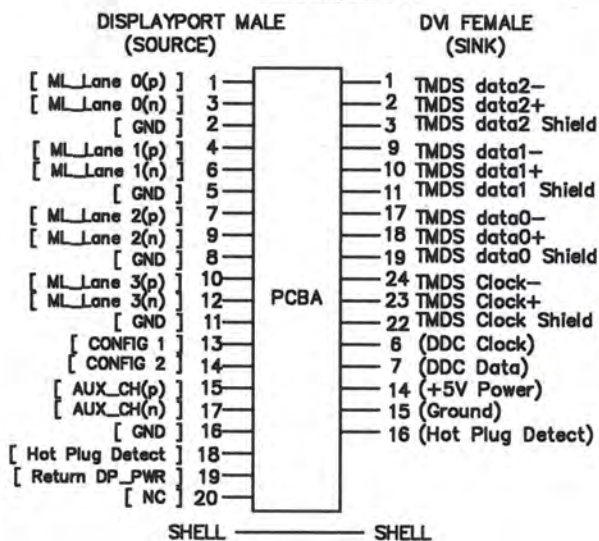 DISPLAYPORT MALE
(SOURCE)
DVI FEMALE
(SINK)
[ ML_Lane 0(p) ] 1
[ ML_Lane 0(n) ] 3
[ GND ] 2
[ ML_Lane 1(p) ] 4
[ ML_Lane 1(n) ] 6
[ GND ] 5
[ ML_Lane 2(p) ] 7
[ ML_Lane 2(n) ] 9
[ GND ] 8
[ ML_Lane 3(p) ] 10
[ ML_Lane 3(n) ] 12
[ GND ] 11
[ CONFIG 1 ] 13
[ CONFIG 2 ] 14
[ AUX_CH(p) ] 15
[ AUX_CH(n) ] 17
[ GND ] 16
[ Hot Plug Detect ] 18
[ Return DP_PWR ] 19
[ NC ] 20
PCBA
1 TMDS data2-
2 TMDS data2+
3 TMDS data2 Shield
9 TMDS data1-
10 TMDS data1+
11 TMDS data1 Shield
17 TMDS data0-
18 TMDS data0+
19 TMDS data0 Shield
24 TMDS Clock-
23 TMDS Clock+
22 TMDS Clock Shield
6 (DDC Clock)
7 (DDC Data)
14 (+5V Power)
15 (Ground)
16 (Hot Plug Detect)
SHELL SHELL